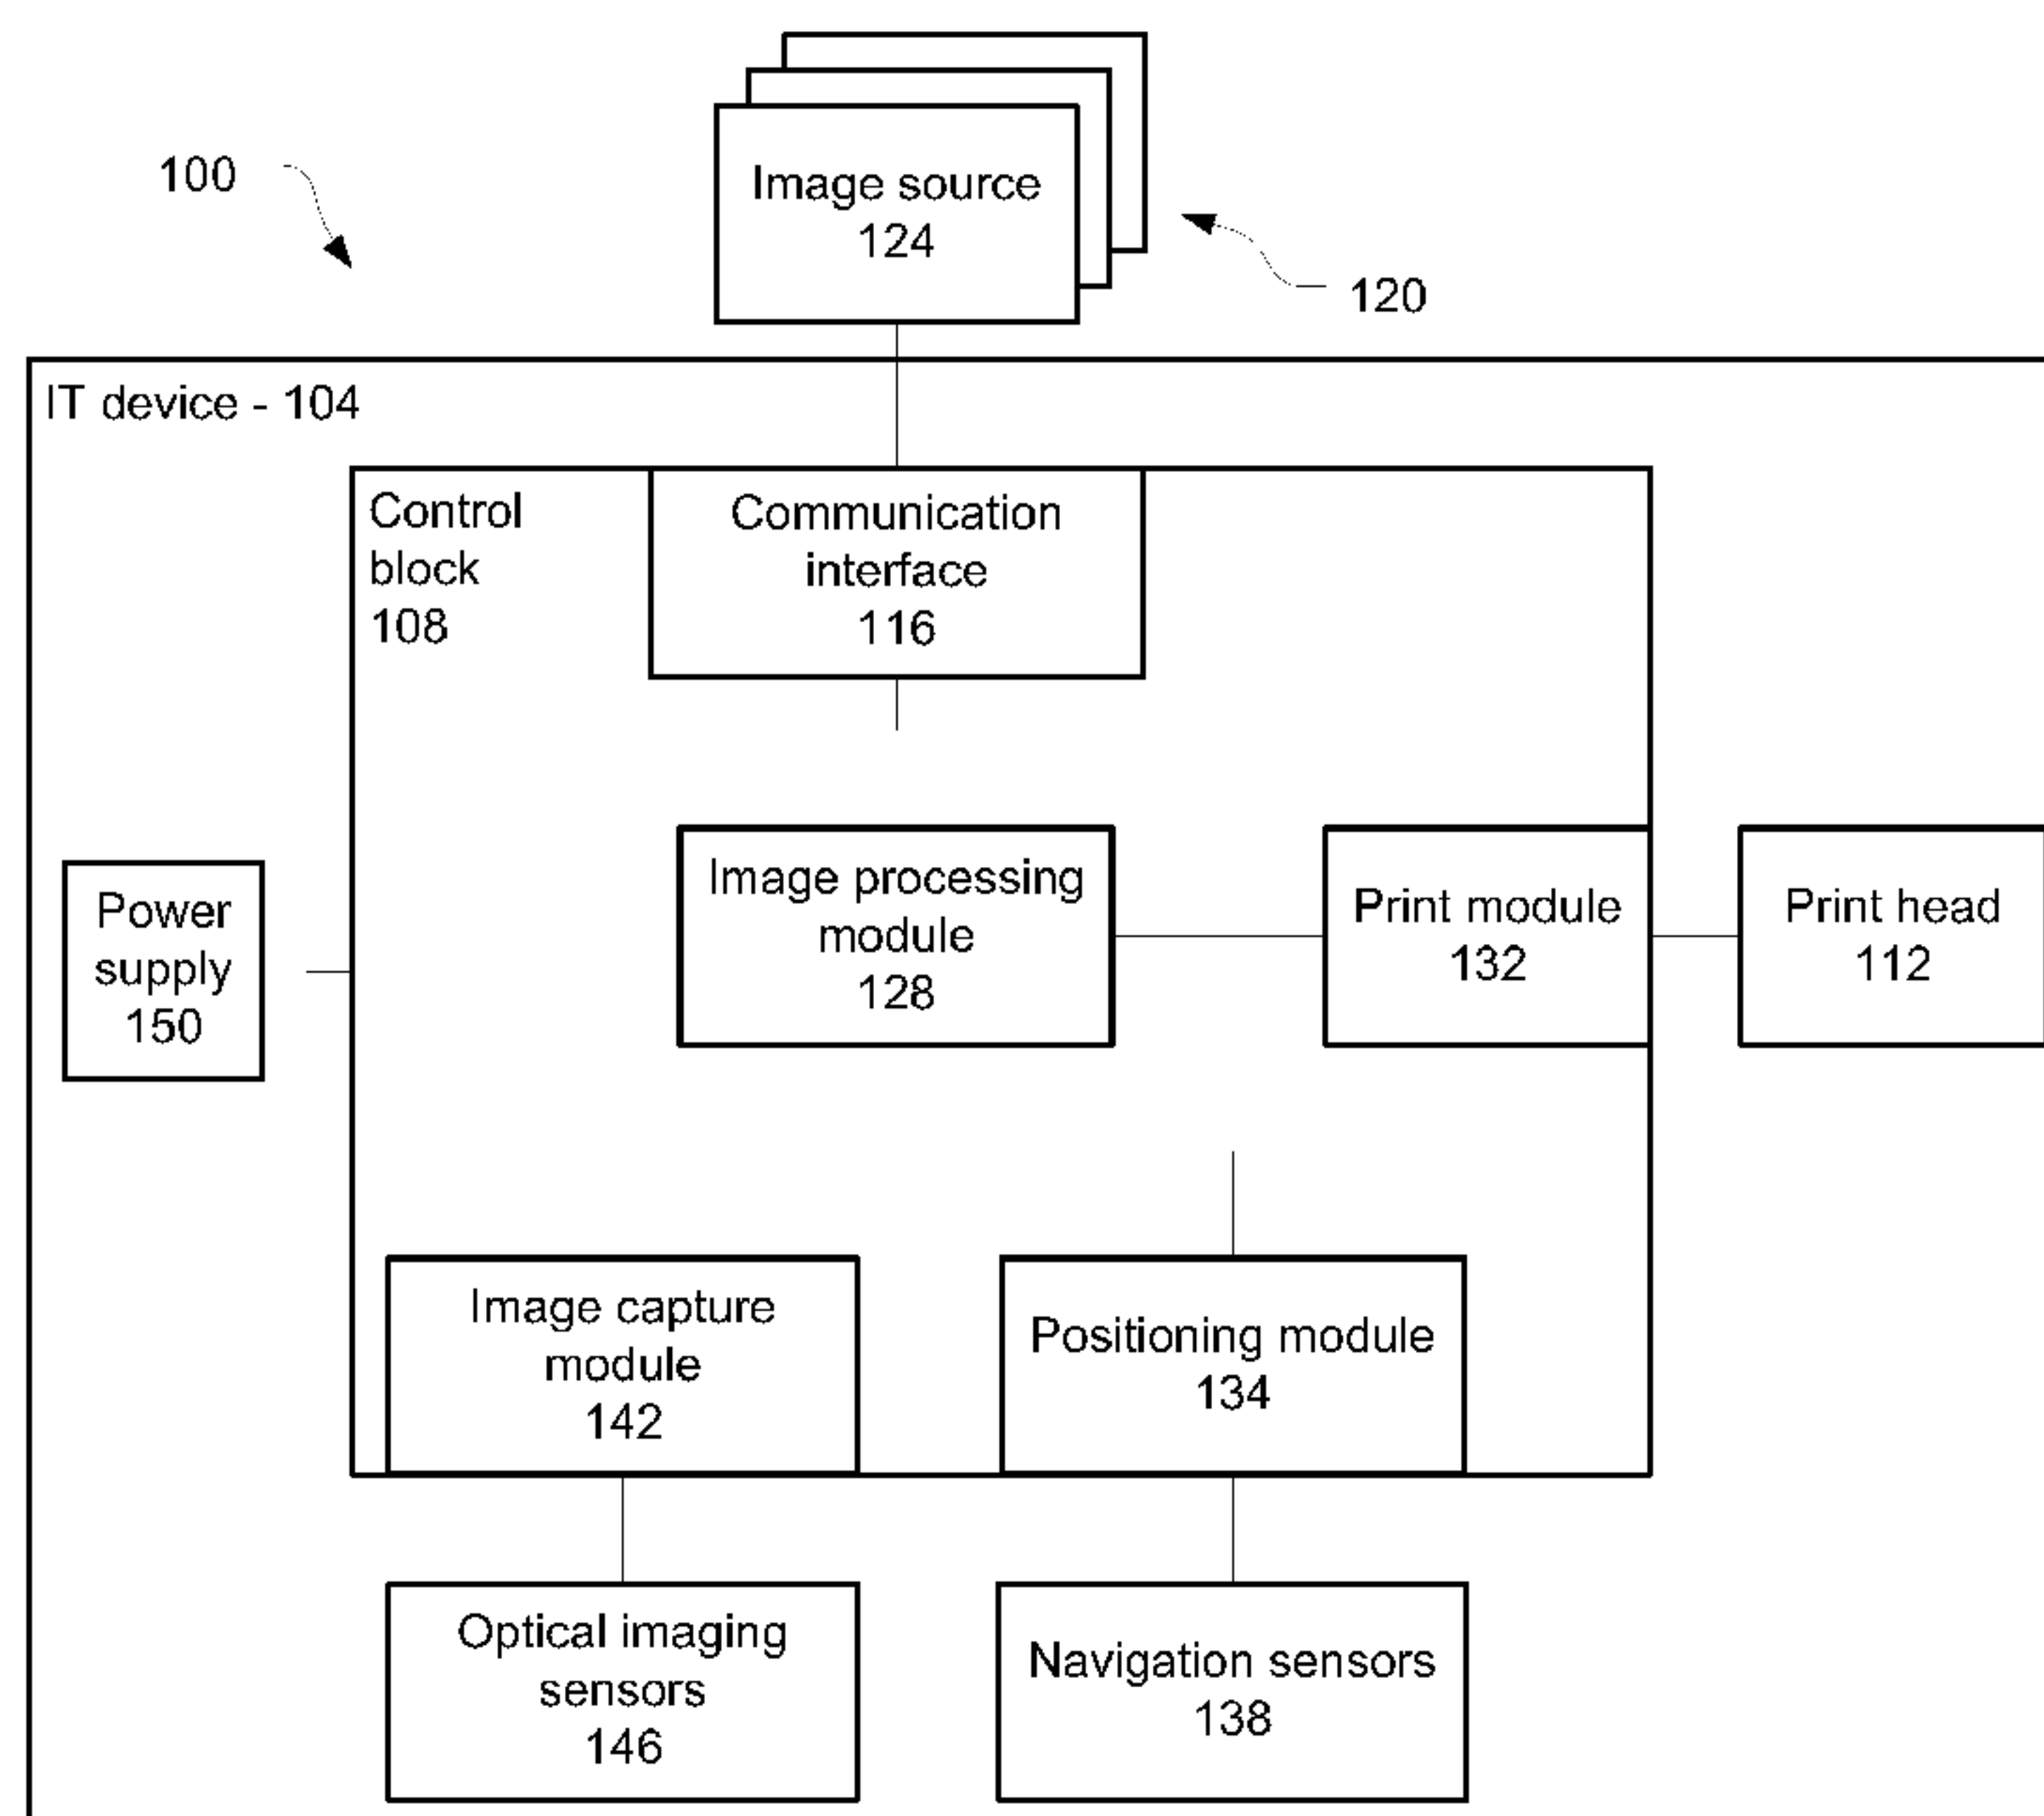 100
Image source
124
120
IT device - 104
Control
block
108
Communication
interface
116
Power
supply
150
Image processing
module
128
Print module
132
Print head
112
Image capture
module
142
Positioning module
134
Optical imaging
sensors
146
Navigation sensors
138